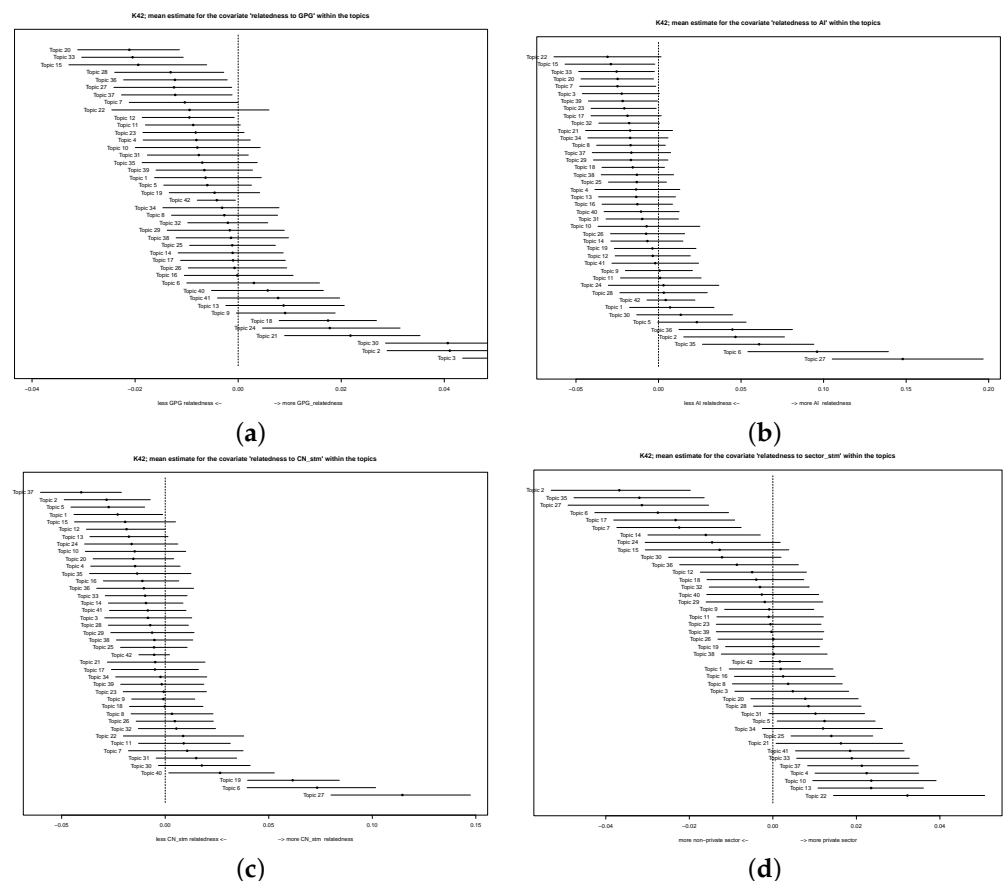 K42; mean estimate for the covariate 'relatedness to GPG' within the topics
Topic 20
Topic 33
Topic 15
Topic 28
Topic 36
Topic 27
Topic 37
Topic 7
Topic 22
Topic 12
Topic 11
Topic 23
Topic 4
Topic 10
Topic 31
Topic 35
Topic 39
Topic 1
Topic 5
Topic 19
Topic 42
Topic 34
Topic 8
Topic 32
Topic 29
Topic 38
Topic 25
Topic 14
Topic 17
Topic 26
Topic 16
Topic 6
Topic 40
Topic 41
Topic 13
Topic 9
Topic 18
Topic 24
Topic 21
Topic 30
Topic 2
Topic 3
−0.04 −0.02 0.00 0.02 0.04
less GPG relatedness <− −> more GPG_relatedness
(a)
K42; mean estimate for the covariate 'relatedness to AI' within the topics
Topic 22
Topic 15
Topic 33
Topic 20
Topic 7
Topic 3
Topic 39
Topic 23
Topic 17
Topic 32
Topic 21
Topic 34
Topic 8
Topic 37
Topic 29
Topic 18
Topic 38
Topic 25
Topic 4
Topic 13
Topic 16
Topic 40
Topic 31
Topic 10
Topic 26
Topic 14
Topic 19
Topic 12
Topic 41
Topic 9
Topic 11
Topic 24
Topic 28
Topic 42
Topic 1
Topic 30
Topic 5
Topic 36
Topic 2
Topic 35
Topic 6
Topic 27
−0.05 0.00 0.05 0.10 0.15 0.20
less AI relatedness <− −> more AI relatedness
(b)
K42; mean estimate for the covariate 'relatedness to CN_stm' within the topics
Topic 37
Topic 2
Topic 5
Topic 1
Topic 15
Topic 12
Topic 13
Topic 24
Topic 10
Topic 20
Topic 4
Topic 35
Topic 16
Topic 36
Topic 33
Topic 14
Topic 41
Topic 3
Topic 28
Topic 29
Topic 38
Topic 25
Topic 42
Topic 21
Topic 17
Topic 34
Topic 39
Topic 23
Topic 9
Topic 18
Topic 8
Topic 26
Topic 32
Topic 22
Topic 11
Topic 7
Topic 31
Topic 30
Topic 40
Topic 19
Topic 6
Topic 27
−0.05 0.00 0.05 0.10 0.15
less CN_stm relatedness <− −> more CN_stm relatedness
(c)
K42; mean estimate for the covariate 'relatedness to sector_stm' within the topics
Topic 2
Topic 35
Topic 27
Topic 6
Topic 17
Topic 7
Topic 14
Topic 24
Topic 15
Topic 30
Topic 36
Topic 12
Topic 18
Topic 32
Topic 40
Topic 29
Topic 9
Topic 11
Topic 23
Topic 39
Topic 26
Topic 19
Topic 38
Topic 42
Topic 1
Topic 16
Topic 8
Topic 3
Topic 20
Topic 28
Topic 31
Topic 5
Topic 34
Topic 25
Topic 21
Topic 41
Topic 33
Topic 37
Topic 4
Topic 10
Topic 13
Topic 22
−0.04 −0.02 0.00 0.02 0.04
more non−private sector <− −> more private sector
(d)